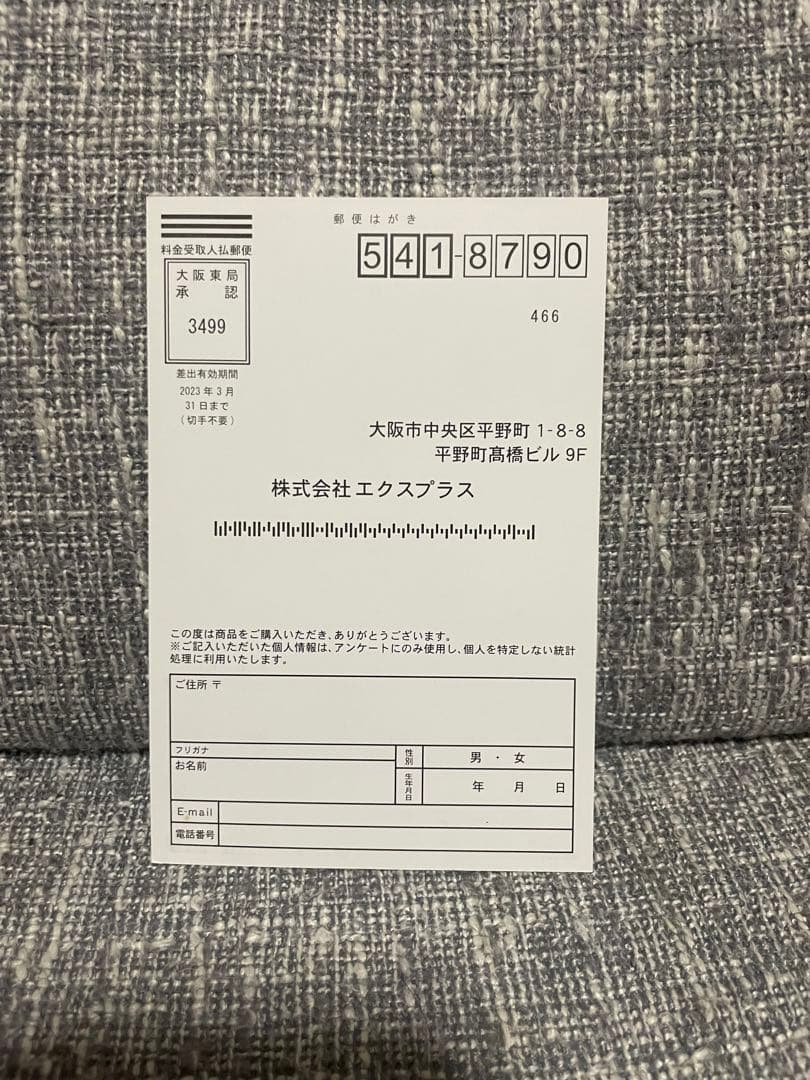 郵便はがき
料金受取人払郵便
541-8790
大阪東局
承認
3499
466
差出有効期間
2023年3月
31日まで
(切手不要)
大阪市中央区平野町 1-8-8
平野町髙橋ビル 9F
株式会社エクスプラス
この度は商品をご購入いただき、ありがとうございます。
※ご記入いただいた個人情報は、アンケートにのみ使用し、個人を特定しない統計
処理に利用いたします。
ご住所 〒
フリガナ
お名前
性別
男 ・ 女
生年月日
年 月 日
E-mail
電話番号